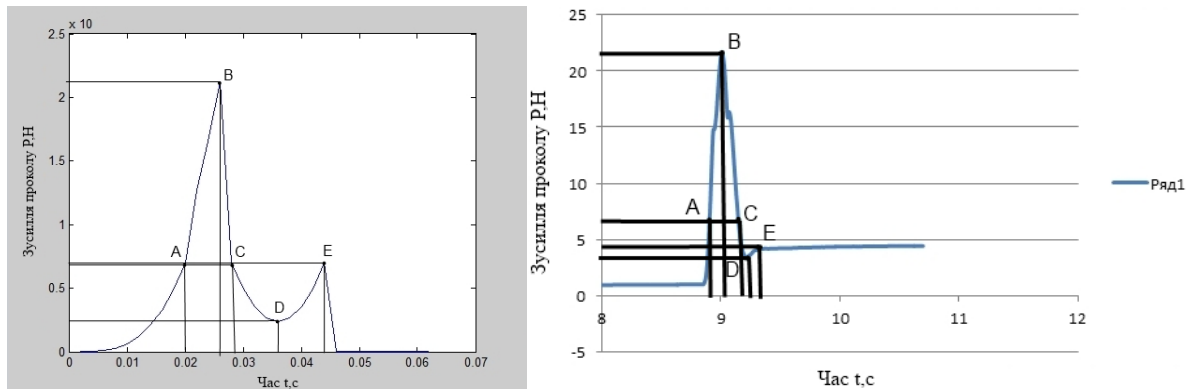 x 10
2.5
2
1.5
1
0.5
0
0 0.01 0.02 0.03 0.04 0.05 0.06 0.07
A
B
C
D
E
Зусилля проколу Р,Н
Час t,с
25
20
15
10
5
0
-5
8 9 10 11 12
A
B
C
D
E
Зусилля проколу Р,Н
Час t,с
Ряд1